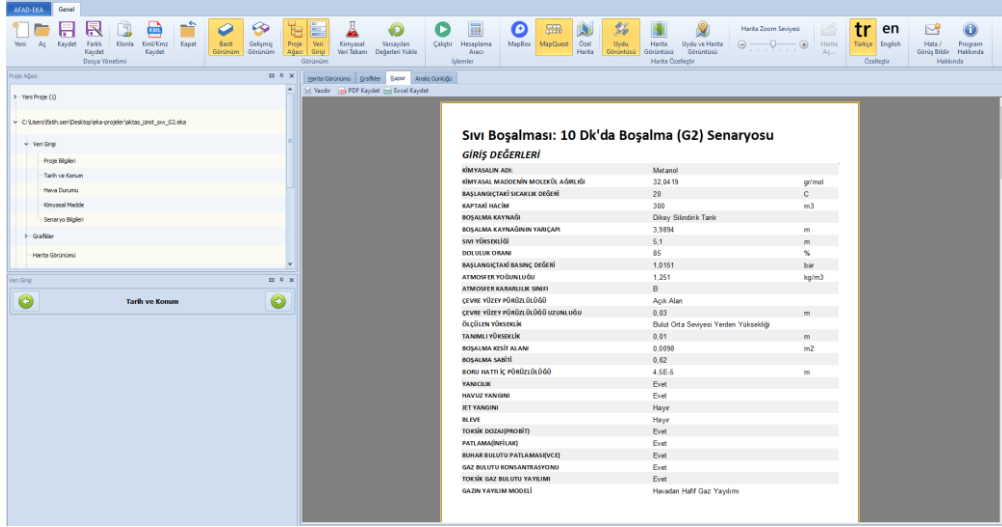 AFAD-EKA Genel
Yeni Aç Kaydet Farklı Kaydet Klonla Kml/Kmz Kaydet Kapat Basit Görünüm Gelişmiş Görünüm Proje Ağacı Veri Girişi Kimyasal Veri Tabanı Varsayılan Değerleri Yükle Çalıştır Hesaplama Aracı MapBox MapQuest Özel Harita Uydu Görüntüsü Harita Görüntüsü Uydu ve Harita Görüntüsü Harita Zoom Seviyesi Harita Aç... tr Türkçe en English Hata / Görüş Bildir Program Hakkında
Dosya Yönetimi Görünüm İşlemler Harita Özelleştir Özelleştir Hakkında
Proje Ağacı
Yeni Proje (1)
C:\Users\fatih.sen\Desktop\eka-projeler\aktas_izmit_sıvı_G2.eka
Veri Girişi
Proje Bilgileri
Tarih ve Konum
Hava Durumu
Kimyasal Madde
Senaryo Bilgileri
Grafikler
Harita Görünümü
Veri Girişi
Tarih ve Konum
Harita Görünümü Grafikler Rapor Analiz Günlüğü
Yazdır PDF Kaydet Excel Kaydet
Sıvı Boşalması: 10 Dk'da Boşalma (G2) Senaryosu
GİRİŞ DEĞERLERİ
KİMYASALIN ADI: Metanol
KİMYASAL MADDENİN MOLEKÜL AĞIRLIĞI 32,0419 gr/mol
BAŞLANGIÇTAKİ SICAKLIK DEĞERİ 20 C
KAPTAKİ HACİM 300 m3
BOŞALMA KAYNAĞI Dikey Silindirik Tank
BOŞALMA KAYNAĞININ YARIÇAPI 3,9894 m
SIVI YÜKSEKLİĞİ 5,1 m
DOLULUK ORANI 85 %
BAŞLANGIÇTAKİ BASINÇ DEĞERİ 1,0151 bar
ATMOSFER YOĞUNLUĞU 1,251 kg/m3
ATMOSFER KARARLILIK SINIFI B
ÇEVRE YÜZEY PÜRÜZLÜLÜĞÜ Açık Alan
ÇEVRE YÜZEY PÜRÜZLÜLÜĞÜ UZUNLUĞU 0,03 m
ÖLÇÜLEN YÜKSEKLİK Bulut Orta Seviyesi Yerden Yüksekliği
TANIMLI YÜKSEKLİK 0,01 m
BOŞALMA KESİT ALANI 0,0098 m2
BOŞALMA SABİTİ 0,62
BORU HATTI İÇ PÜRÜZLÜLÜĞÜ 4,5E-5 m
YANICILIK Evet
HAVUZ YANGINI Evet
JET YANGINI Hayır
BLEVE Hayır
TOKSİK DOZAJ(PROBİT) Evet
PATLAMA(İNFİLAK) Evet
BUHAR BULUTU PATLAMASI(VCE) Evet
GAZ BULUTU KONSANTRASYONU Evet
TOKSİK GAZ BULUTU YAYILIMI Evet
GAZIN YAYILIM MODELİ Havadan Hafif Gaz Yayılımı